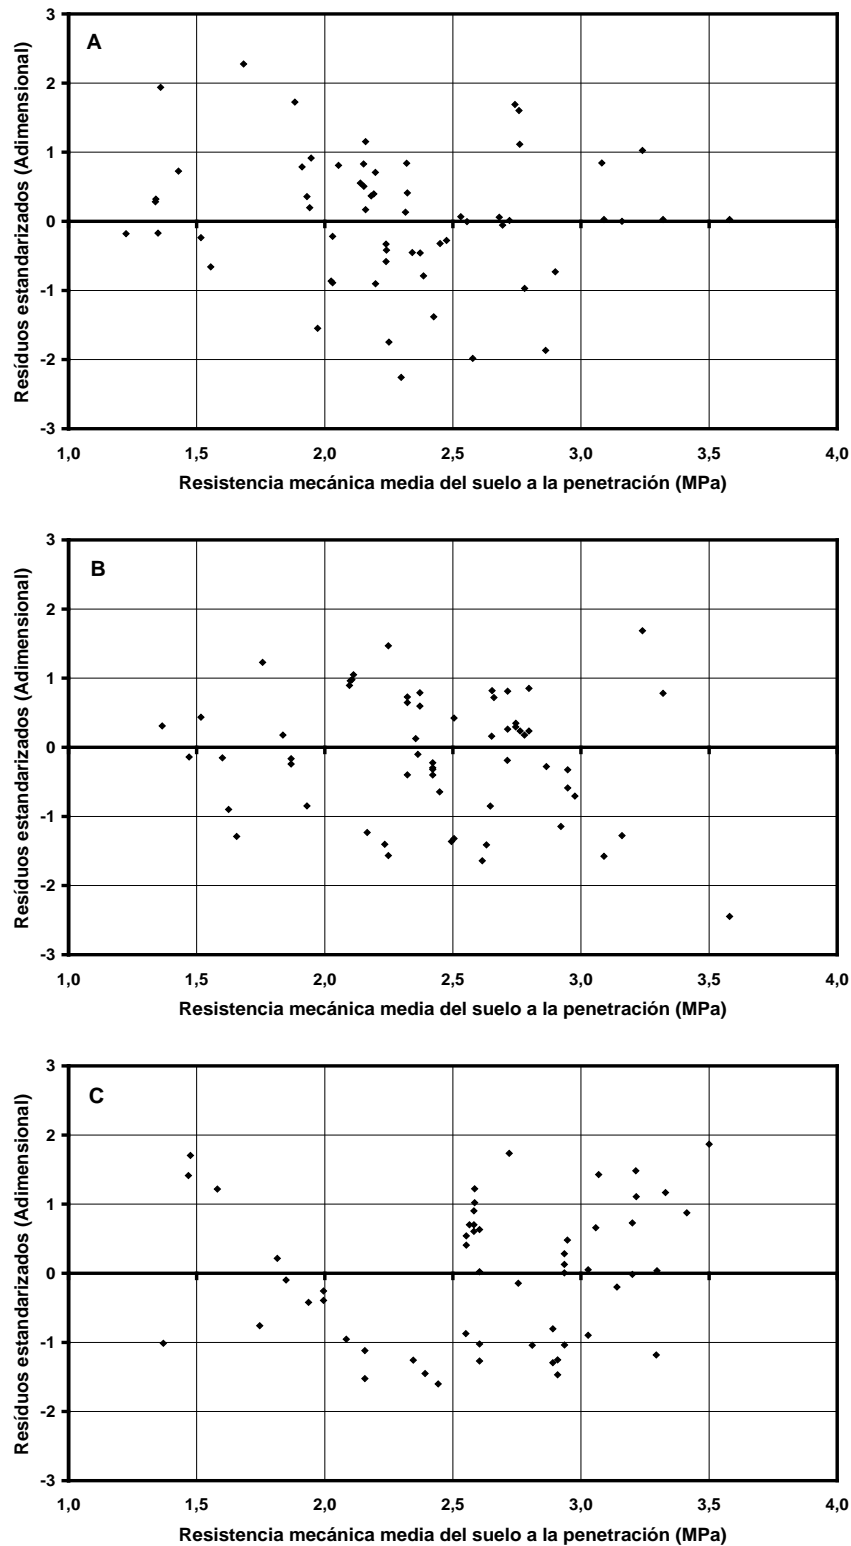 A
Resíduos estandarizados (Adimensional)
3
2
1
0
-1
-2
-3
1,0 1,5 2,0 2,5 3,0 3,5 4,0
Resistencia mecánica media del suelo a la penetración (MPa)
B
Resíduos estandarizados (Adimensional)
3
2
1
0
-1
-2
-3
1,0 1,5 2,0 2,5 3,0 3,5 4,0
Resistencia mecánica media del suelo a la penetración (MPa)
C
Resíduos estandarizados (Adimensional)
3
2
1
0
-1
-2
-3
1,0 1,5 2,0 2,5 3,0 3,5 4,0
Resistencia mecánica media del suelo a la penetración (MPa)